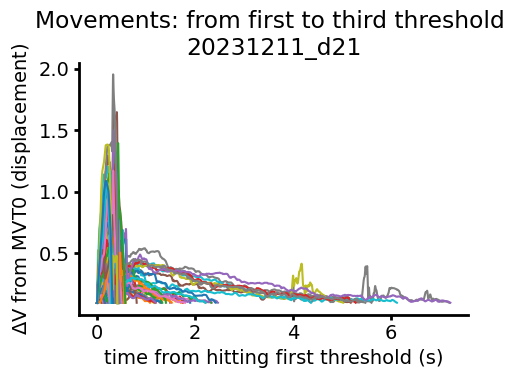 Movements: from first to third threshold
20231211_d21
ΔV from MVT0 (displacement)
2.0
1.5
1.0
0.5
0
2
4
6
time from hitting first threshold (s)